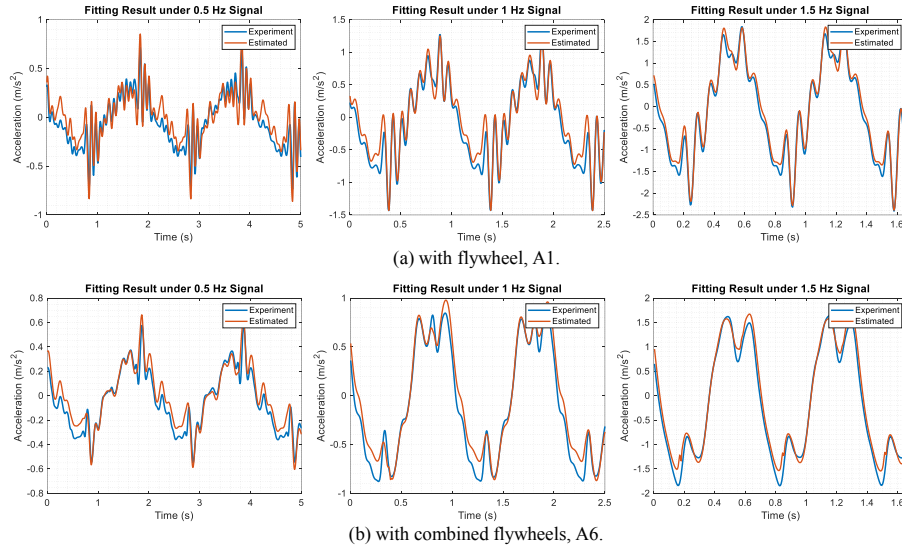 Fitting Result under 0.5 Hz Signal
Experiment
Estimated
Acceleration (m/s²)
0.5
0
-0.5
-1
0 1 2 3 4 5
Time (s)
Fitting Result under 1 Hz Signal
Experiment
Estimated
Acceleration (m/s²)
1.5
1
0.5
0
-0.5
-1
-1.5
0 0.5 1 1.5 2 2.5
Time (s)
Fitting Result under 1.5 Hz Signal
Experiment
Estimated
Acceleration (m/s²)
2
1.5
1
0.5
0
-0.5
-1
-1.5
-2
-2.5
0 0.2 0.4 0.6 0.8 1 1.2 1.4 1.6
Time (s)
(a) with flywheel, A1.
Fitting Result under 0.5 Hz Signal
Experiment
Estimated
Acceleration (m/s²)
0.8
0.6
0.4
0.2
0
-0.2
-0.4
-0.6
-0.8
0 1 2 3 4 5
Time (s)
Fitting Result under 1 Hz Signal
Experiment
Estimated
Acceleration (m/s²)
1
0.5
0
-0.5
-1
0 0.5 1 1.5 2 2.5
Time (s)
Fitting Result under 1.5 Hz Signal
Experiment
Estimated
Acceleration (m/s²)
2
1.5
1
0.5
0
-0.5
-1
-1.5
-2
0 0.2 0.4 0.6 0.8 1 1.2 1.4 1.6
Time (s)
(b) with combined flywheels, A6.